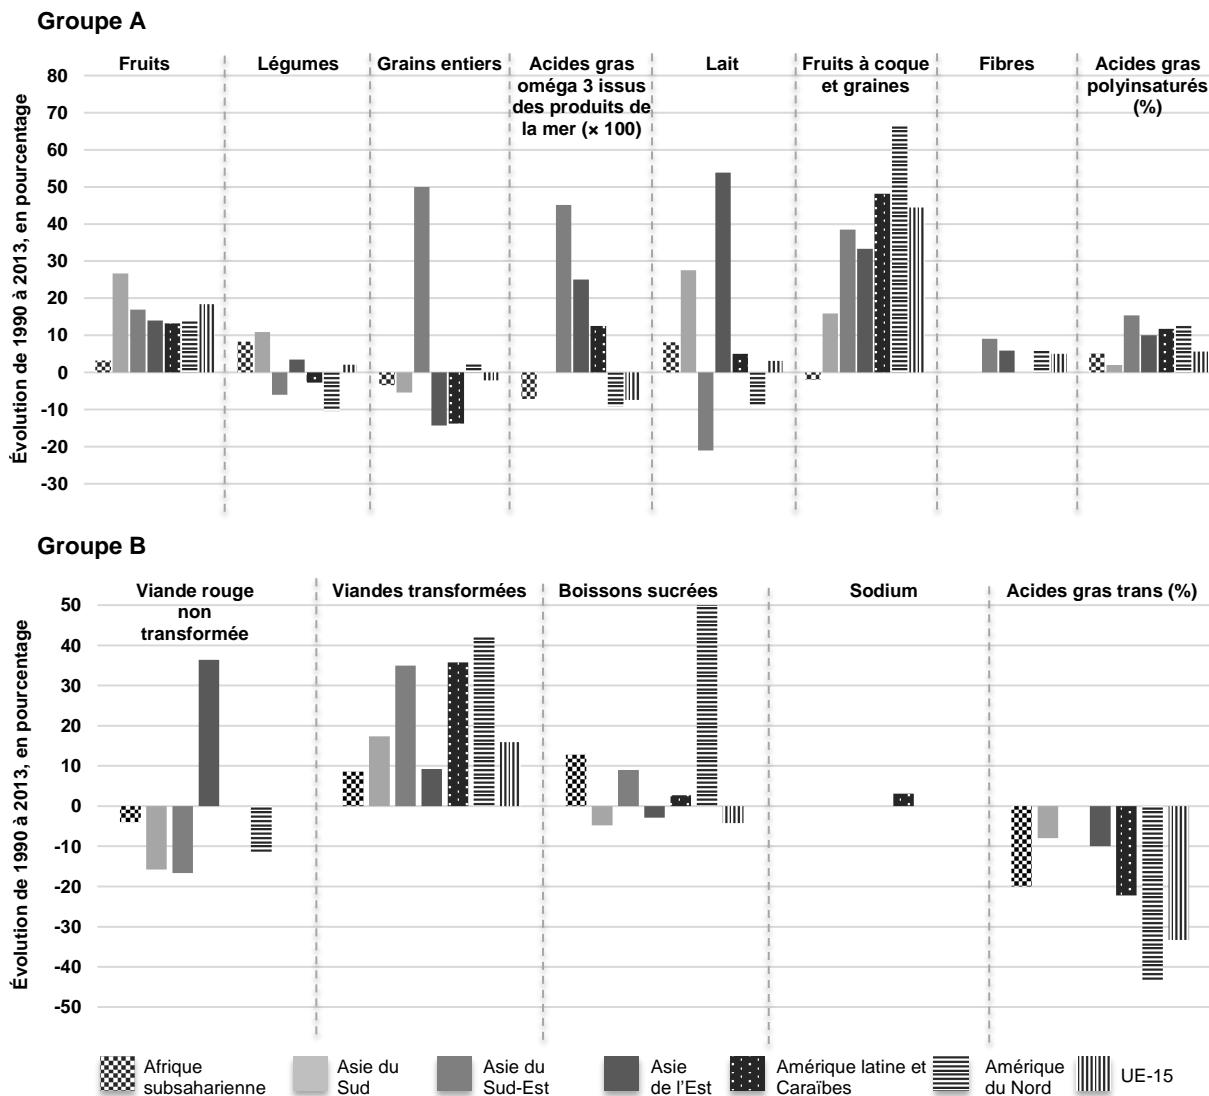 Groupe A
Fruits
Légumes
Grains entiers
Acides gras
oméga 3 issus
des produits de
la mer (× 100)
Lait
Fruits à coque
et graines
Fibres
Acides gras
polyinsaturés
(%)
Évolution de 1990 à 2013, en pourcentage
80
70
60
50
40
30
20
10
0
-10
-20
-30
Groupe B
Viande rouge
non
transformée
Viandes transformées
Boissons sucrées
Sodium
Acides gras trans (%)
Évolution de 1990 à 2013, en pourcentage
50
40
30
20
10
0
-10
-20
-30
-40
-50
Afrique
subsaharienne
Asie du
Sud
Asie du
Sud-Est
Asie
de l'Est
Amérique latine et
Caraïbes
Amérique
du Nord
UE-15